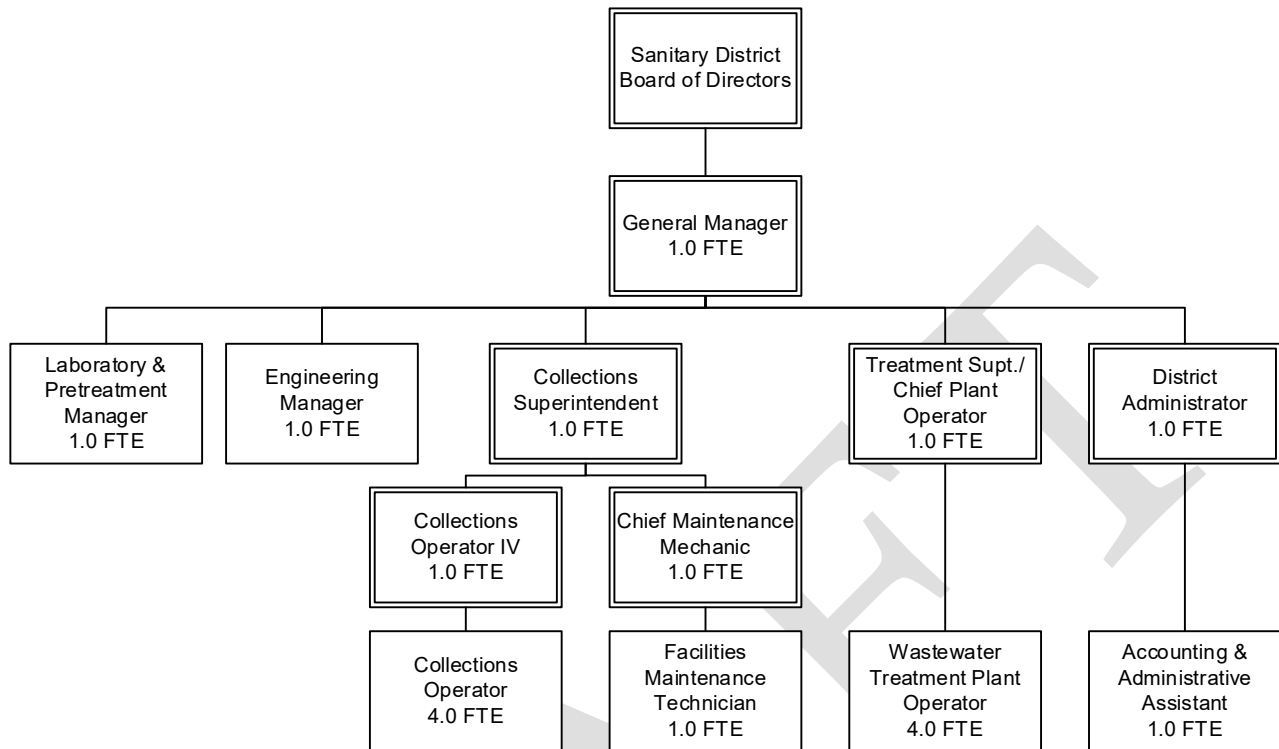 Sanitary District
Board of Directors
General Manager
1.0 FTE
Laboratory &
Pretreatment
Manager
1.0 FTE
Engineering
Manager
1.0 FTE
Collections
Superintendent
1.0 FTE
Treatment Supt./
Chief Plant
Operator
1.0 FTE
District
Administrator
1.0 FTE
Collections
Operator IV
1.0 FTE
Chief Maintenance
Mechanic
1.0 FTE
Collections
Operator
4.0 FTE
Facilities
Maintenance
Technician
1.0 FTE
Wastewater
Treatment Plant
Operator
4.0 FTE
Accounting &
Administrative
Assistant
1.0 FTE